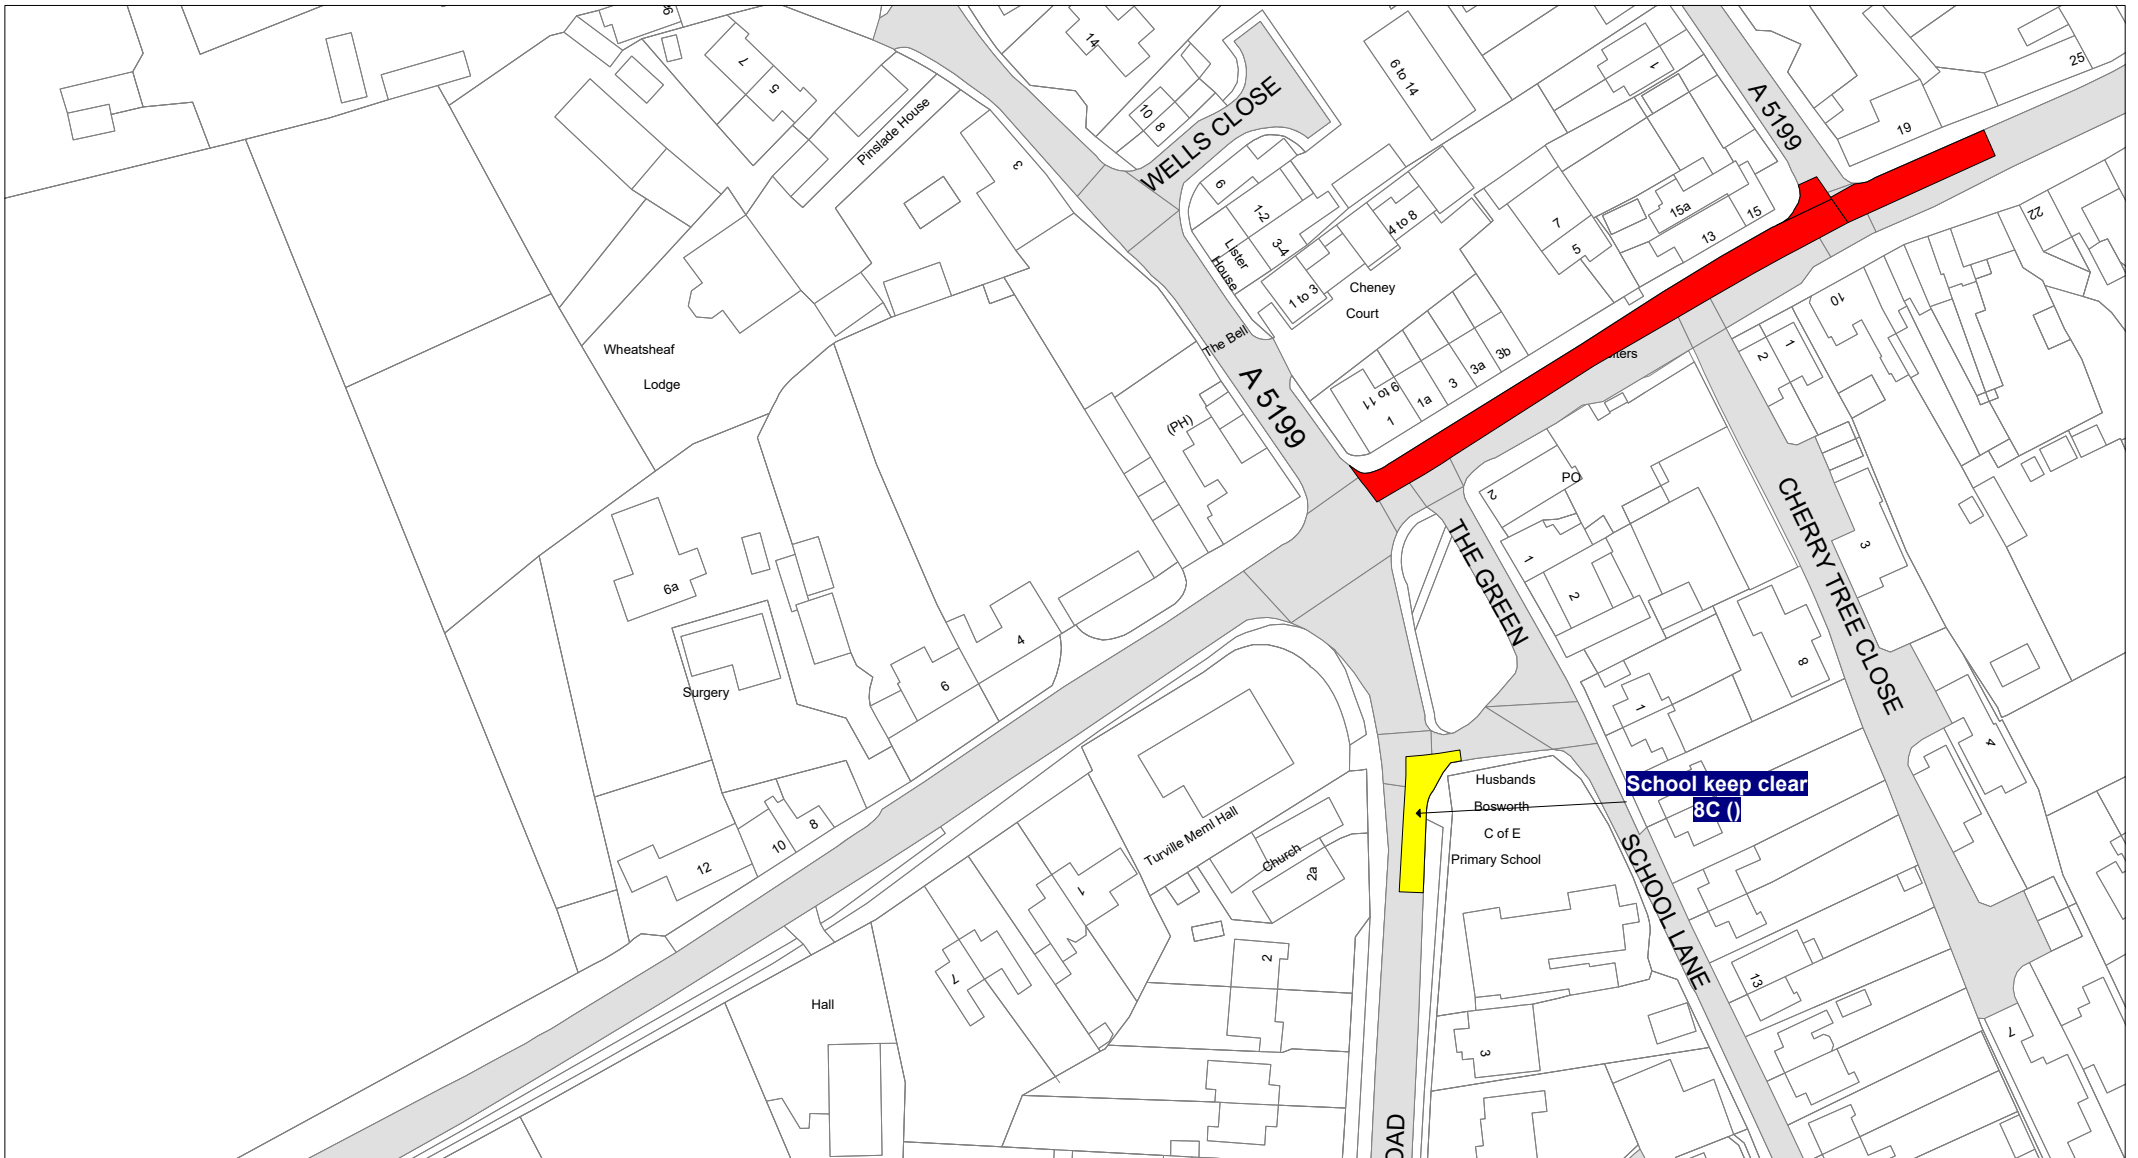 14
7
5
Pinslade House
3
10
8
WELLS CLOSE
6 to 14
1
A 5199
19
25
6
1-2
3-4
Lister
House
4 to 8
1 to 3
Cheney
Court
7
5
15a
15
13
22
10
Wheatsheaf
Lodge
The Bell
(PH)
A 5199
9 to 11
1
1a
3
3a
3b
1
2
PO
2
THE GREEN
1
2
CHERRY TREE CLOSE
3
8
1
4
6a
Surgery
4
6
8
10
12
Turville Meml Hall
Church
2a
Husbands
Bosworth
C of E
Primary School
School keep clear
8C ()
SCHOOL LANE
1
7
2
Hall
3
13
7